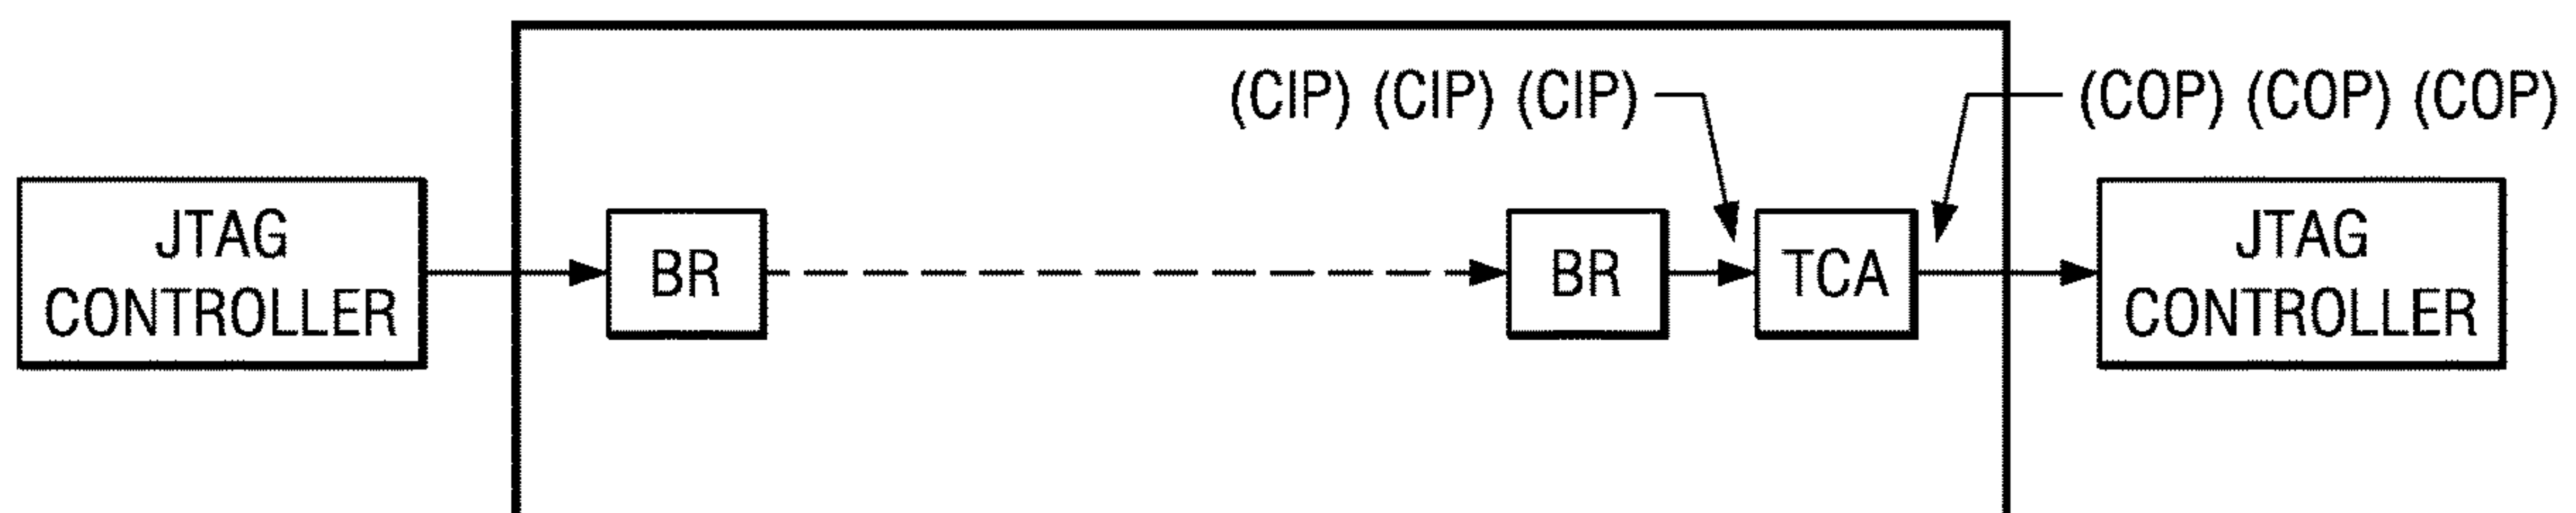 (CIP) (CIP) (CIP)
(COP) (COP) (COP)
JTAG
CONTROLLER
BR
BR
TCA
JTAG
CONTROLLER